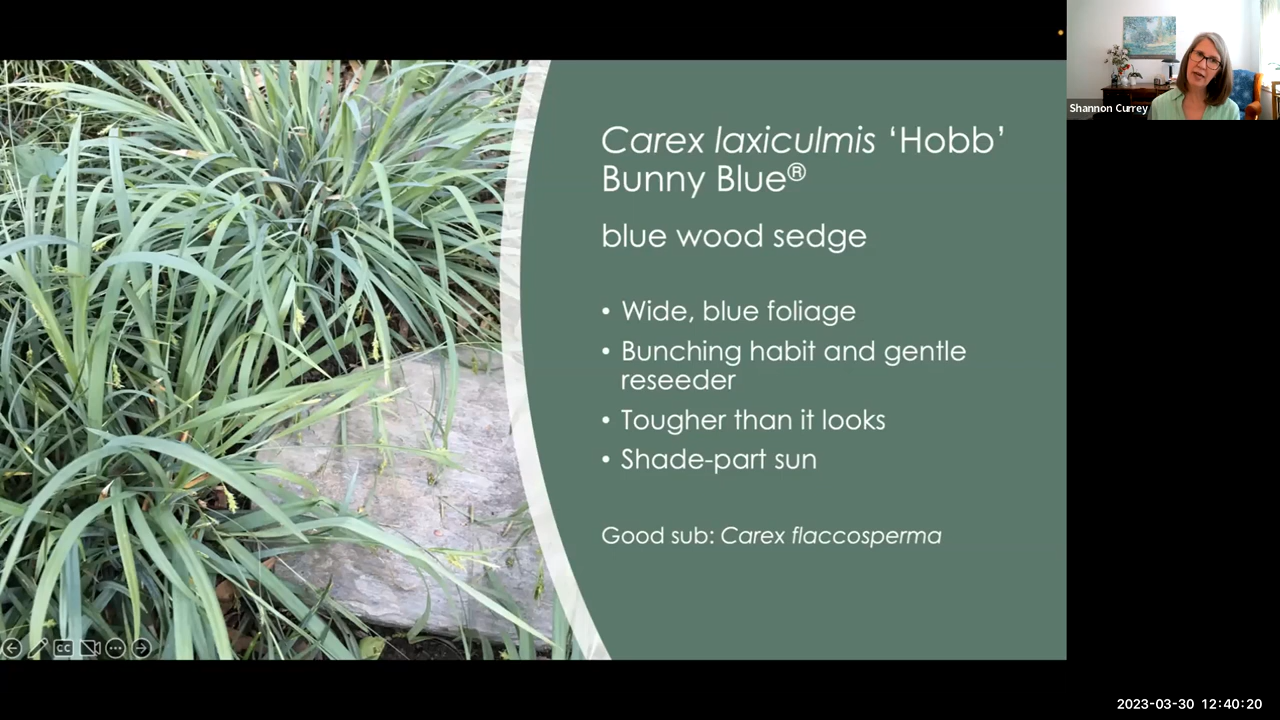 Shannon Currey
Carex laxiculmis ‘Hobb’
Bunny Blue®
blue wood sedge
• Wide, blue foliage
• Bunching habit and gentle
reseeder
• Tougher than it looks
• Shade-part sun
Good sub: Carex flaccosperma
CC
2023-03-30 12:40:20